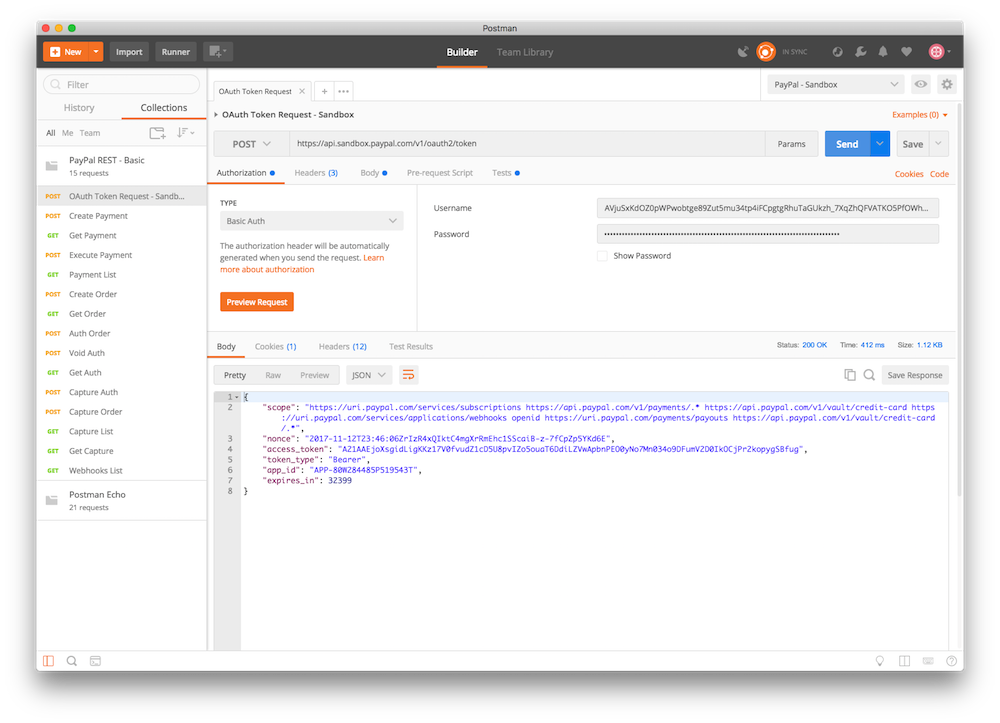 Postman
New
Import
Runner
Builder
Team Library
IN SYNC
Filter
History
Collections
All Me Team
PayPal REST - Basic
15 requests
POST OAuth Token Request - Sandb...
POST Create Payment
GET Get Payment
POST Execute Payment
GET Payment List
POST Create Order
GET Get Order
POST Auth Order
POST Void Auth
GET Get Auth
POST Capture Auth
POST Capture Order
GET Capture List
GET Get Capture
GET Webhooks List
Postman Echo
21 requests
OAuth Token Request
PayPal - Sandbox
OAuth Token Request - Sandbox
Examples (0)
POST
https://api.sandbox.paypal.com/v1/oauth2/token
Params
Send
Save
Authorization
Headers (3)
Body
Pre-request Script
Tests
Cookies Code
TYPE
Basic Auth
The authorization header will be automatically
generated when you send the request. Learn
more about authorization
Preview Request
Username
Password
Show Password
Body
Cookies (1)
Headers (12)
Test Results
Status: 200 OK Time: 412 ms Size: 1.12 KB
Pretty Raw Preview
JSON
Save Response
1 {
2 "scope": "https://uri.paypal.com/services/subscriptions https://api.paypal.com/v1/payments/.* https://api.paypal.com/v1/vault/credit-card https
://uri.paypal.com/services/applications/webhooks openid https://uri.paypal.com/payments/payouts https://api.paypal.com/v1/vault/credit-card
/.*",
3 "nonce":
4 "access_token":
5 "token_type": "Bearer",
6 "app_id": "APP-80W284485P519543T",
7 "expires_in": 32399
8 }